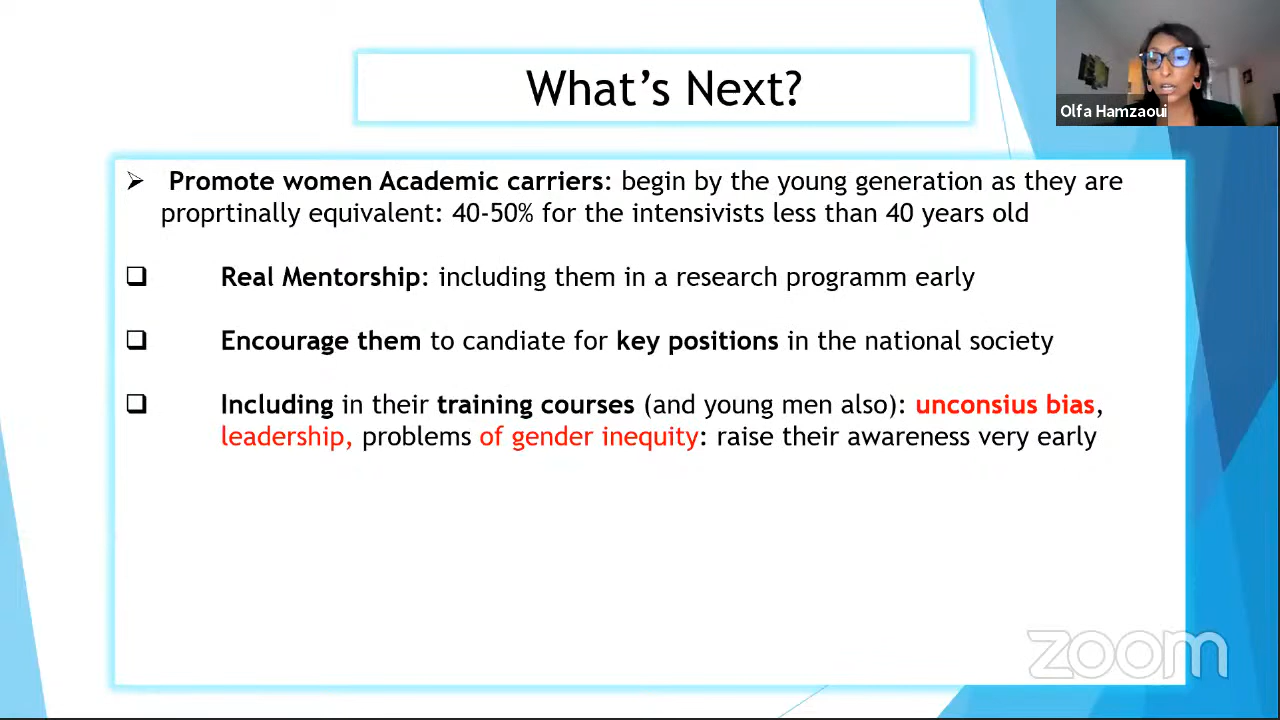 What's Next?
Olfa Hamzaoui
➢ Promote women Academic carriers: begin by the young generation as they are
proprtinally equivalent: 40-50% for the intensivists less than 40 years old
❑ Real Mentorship: including them in a research programm early
❑ Encourage them to candiate for key positions in the national society
❑ Including in their training courses (and young men also): unconsius bias,
leadership, problems of gender inequity: raise their awareness very early
zoom